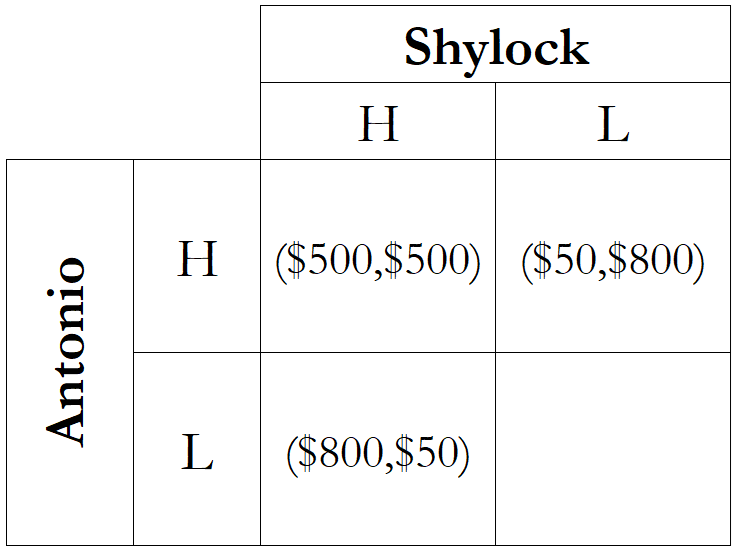 Shylock
H L
Antonio
H ($500,$500) ($50,$800)
L ($800,$50)